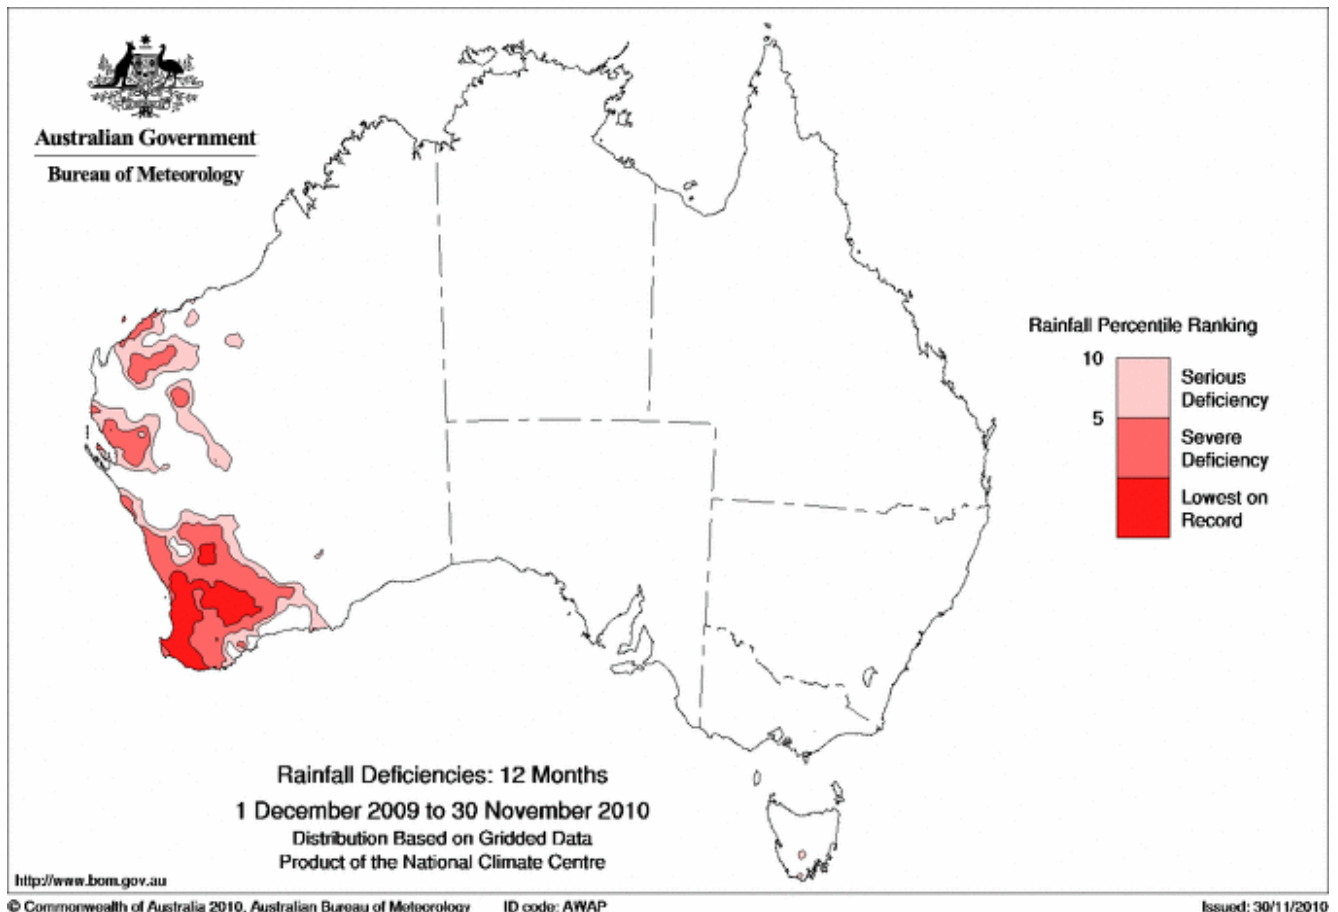 Australian Government
Bureau of Meteorology
Rainfall Percentile Ranking
10
Serious
Deficiency
5
Severe
Deficiency
Lowest on
Record
Rainfall Deficiencies: 12 Months
1 December 2009 to 30 November 2010
Distribution Based on Gridded Data
Product of the National Climate Centre
http://www.bom.gov.au
© Commonwealth of Australia 2010, Australian Bureau of Meteorology ID code: AWAP Issued: 30/11/2010